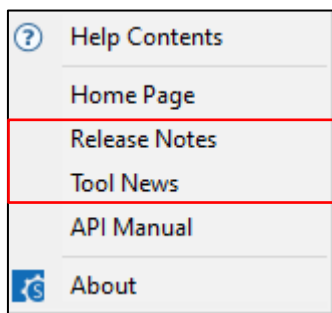 Help Contents
Home Page
Release Notes
Tool News
API Manual
About